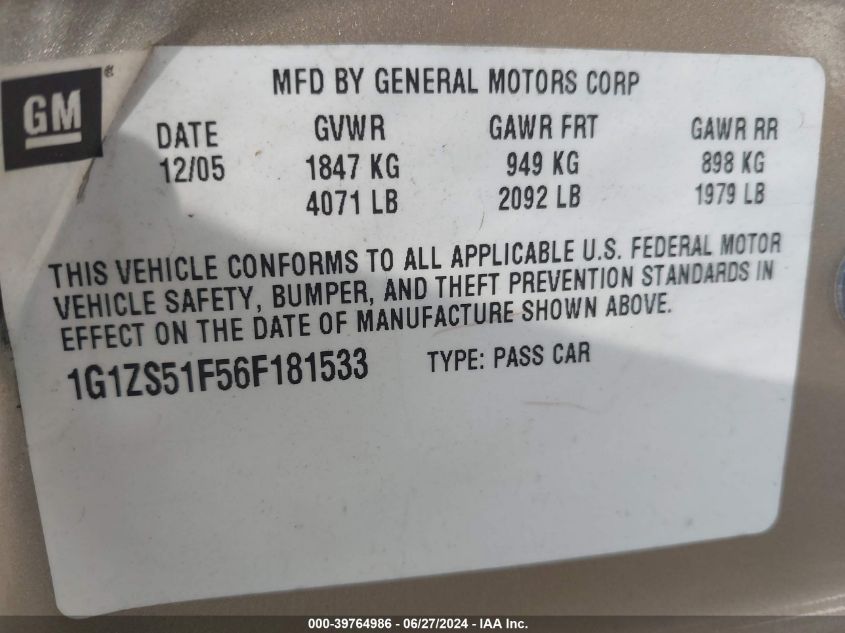 GM®
MFD BY GENERAL MOTORS CORP
DATE GVWR GAWR FRT GAWR RR
12/05 1847 KG 949 KG 898 KG
4071 LB 2092 LB 1979 LB
THIS VEHICLE CONFORMS TO ALL APPLICABLE U.S. FEDERAL MOTOR
VEHICLE SAFETY, BUMPER, AND THEFT PREVENTION STANDARDS IN
EFFECT ON THE DATE OF MANUFACTURE SHOWN ABOVE.
1G1ZS51F56F181533 TYPE: PASS CAR
000-39764986 - 06/27/2024 - IAA Inc.